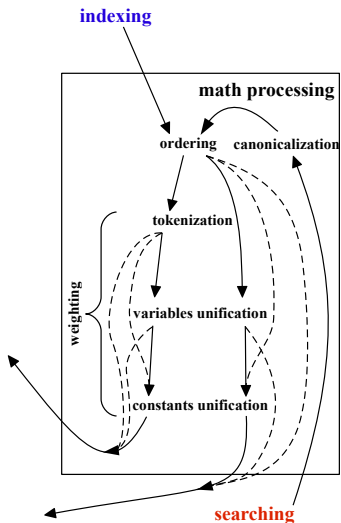 indexing
math processing
ordering
canonicalization
tokenization
weighting
variables unification
constants unification
searching